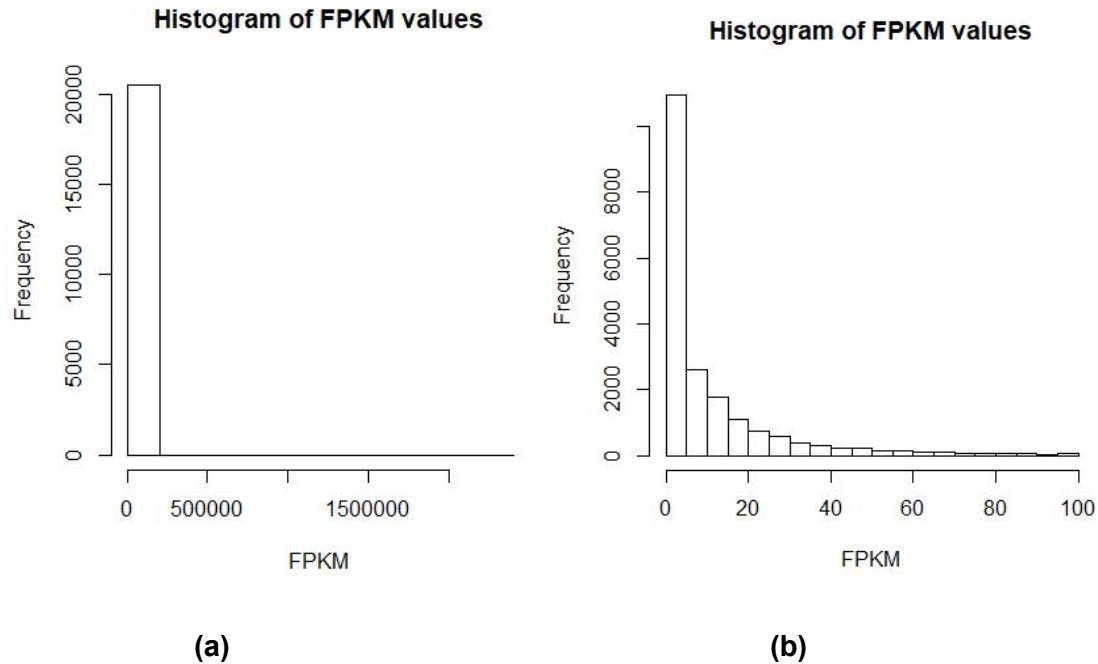 Histogram of FPKM values
Frequency
20000
15000
10000
5000
0
0 500000 1500000
FPKM
(a)
Histogram of FPKM values
Frequency
8000
6000
4000
2000
0
0 20 40 60 80 100
FPKM
(b)